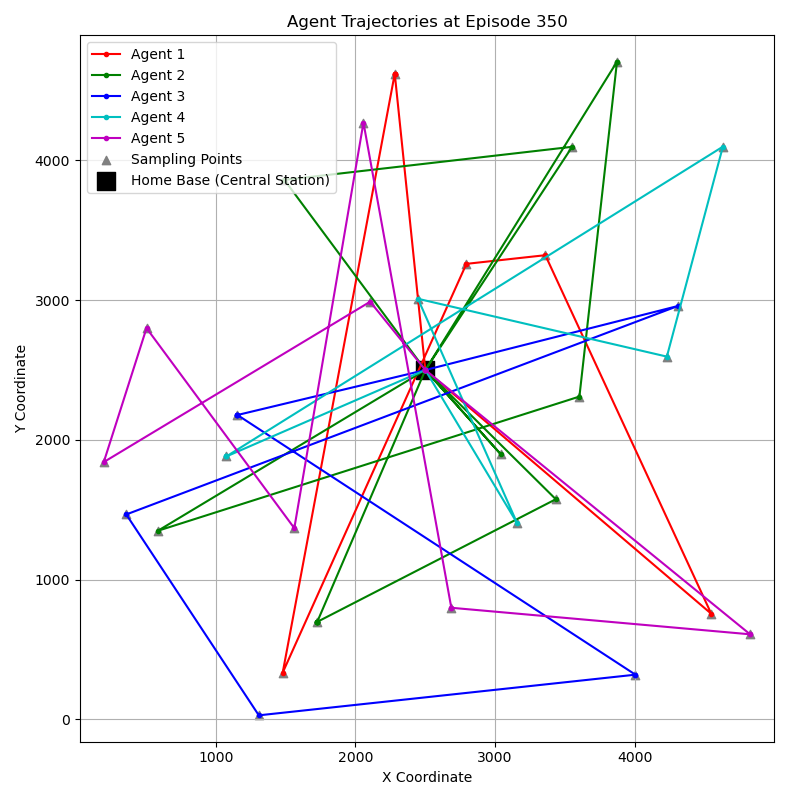 Agent Trajectories at Episode 350
Agent 1
Agent 2
Agent 3
Agent 4
Agent 5
Sampling Points
Home Base (Central Station)
Y Coordinate
4000
3000
2000
1000
0
1000
2000
3000
4000
X Coordinate